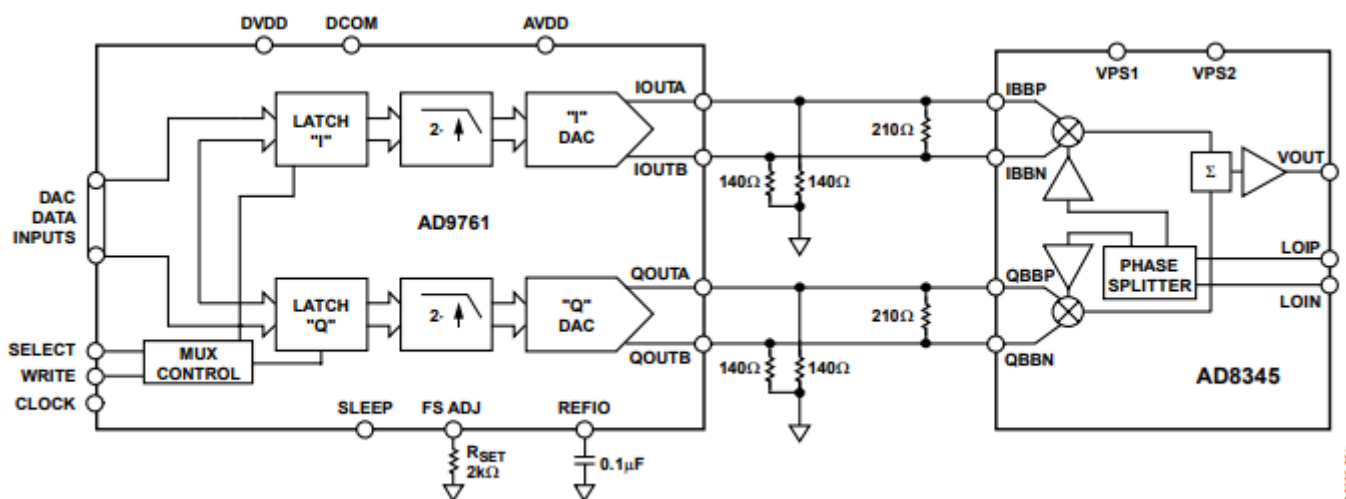 DVDD
DCOM
AVDD
VPS1
VPS2
LATCH
"I"
2·
"I"
DAC
IOUTA
IOUTB
210Ω
140Ω
140Ω
IBBP
IBBN
Σ
VOUT
DAC
DATA
INPUTS
AD9761
LATCH
"Q"
2·
"Q"
DAC
QOUTA
QOUTB
210Ω
140Ω
140Ω
QBBP
QBBN
PHASE
SPLITTER
LOIP
LOIN
AD8345
SELECT
WRITE
CLOCK
MUX
CONTROL
SLEEP
FS ADJ
REFIO
RSET
2kΩ
0.1µF